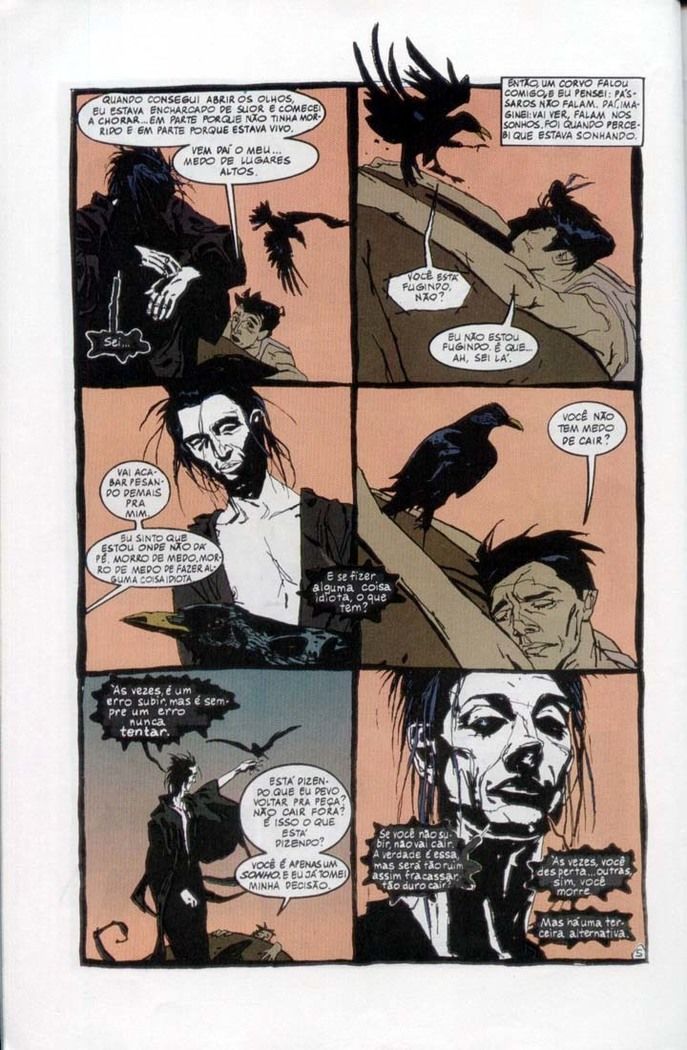 QUANDO CONSEGUI ABRIR OS OLHOS,
EU ESTAVA ENCHARCADO DE SUOR E COMECEI
A CHORAR... EM PARTE PORQUE NÃO TINHA MOR-
RIDO E EM PARTE PORQUE ESTAVA VIVO.
VEM DAÍ O MEU...
MEDO DE LUGARES
ALTOS.
Sei...
ENTÃO, UM CORVO FALOU
COMIGO, E EU PENSEI: PÁS-
SAROS NÃO FALAM. DAÍ, IMA-
GINEI: VAI VER, FALAM NOS
SONHOS. FOI QUANDO PERCE-
BI QUE ESTAVA SONHANDO.
VOCÊ ESTÁ
FUGINDO,
NÃO?
EU NÃO ESTOU
FUGINDO. É QUE...
AH, SEI LÁ.
VAI ACA-
BAR PESAN-
DO DEMAIS
PRA
MIM.
EU SINTO QUE
ESTOU ONDE NÃO DÁ
PÉ. MORRO DE MEDO, MOR-
RO DE MEDO DE FAZER AL-
GUMA COISA IDIOTA.
E se fizer
alguma coisa
idiota, o que
tem?
VOCÊ NÃO
TEM MEDO
DE CAIR?
Às vezes, é um
erro subir, mas é sem-
pre um erro
nunca
tentar.
ESTÁ DIZEN-
DO QUE EU DEVO
VOLTAR PRA PEÇA?
NÃO CAIR FORA?
É ISSO O QUE
ESTÁ
DIZENDO?
VOCÊ É APENAS UM
SONHO. E EU JÁ TOMEI
MINHA DECISÃO.
Se você não su-
bir, não vai cair.
A verdade é essa,
mas será tão ruim
assim fracassar,
tão duro cair?
Às vezes, você
desperta... outras,
sim, você
morre
Mas há uma ter-
ceira alternativa.
5